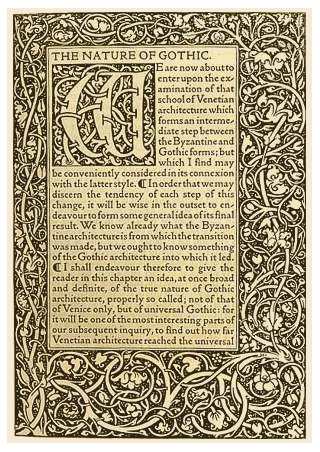 THE NATURE OF GOTHIC.
WE are now about to
enter upon the ex-
amination of that
school of Venetian
architecture which
forms an interme-
diate step between
the Byzantine and
Gothic forms; but
which I find may
be conveniently considered in its connexion
with the latter style. ¶ In order that we may
discern the tendency of each step of this
change, it will be wise in the outset to en-
deavour to form some general idea of its final
result. We know already what the Byzan-
tine architecture is from which the transition
was made, but we ought to know something
of the Gothic architecture into which it led.
¶ I shall endeavour therefore to give the
reader in this chapter an idea, at once broad
and definite, of the true nature of Gothic
architecture, properly so called; not of that
of Venice only, but of universal Gothic: for
it will be one of the most interesting parts of
our subsequent inquiry, to find out how far
Venetian architecture reached the universal